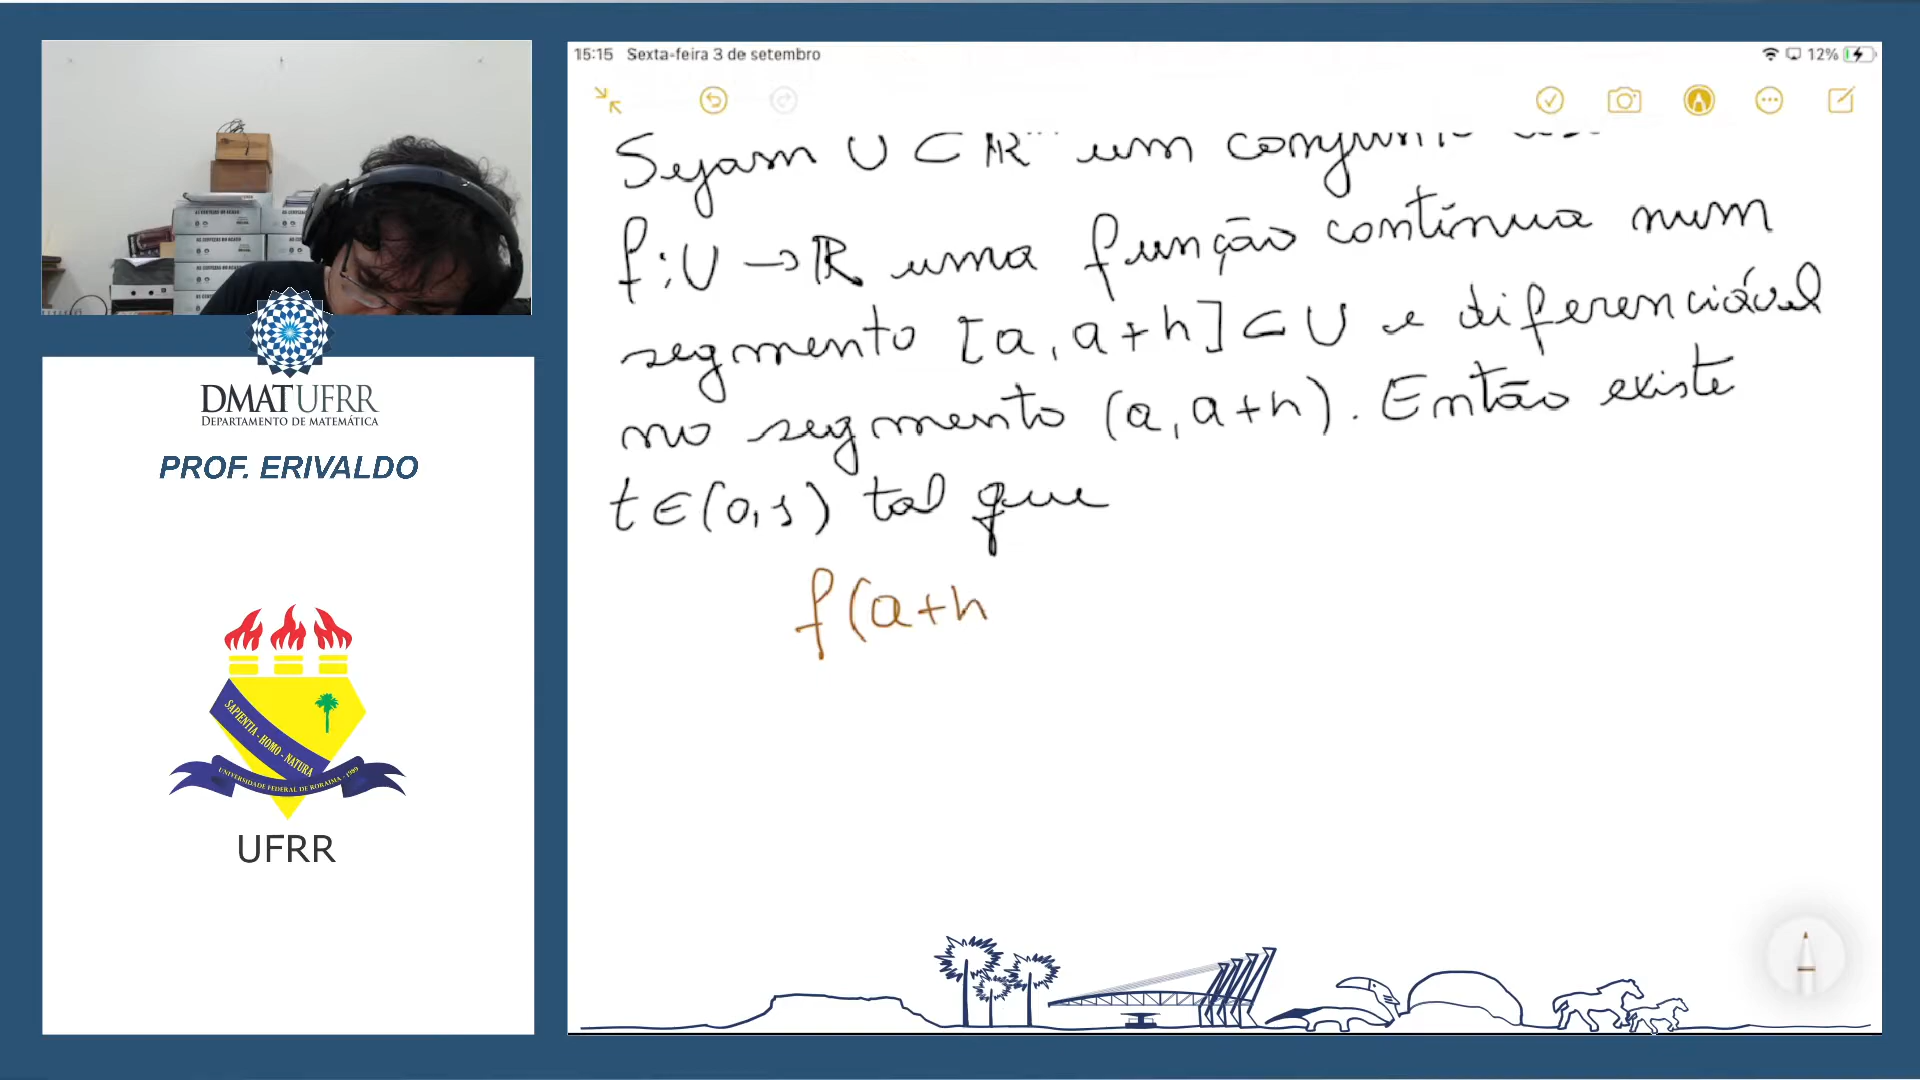 15:15 Sexta-feira 3 de setembro
12%
Sejam U ⊂ ℝ um conjunto
f: U → ℝ uma função contínua num
segmento [a, a+h] ⊂ U e diferenciável
no segmento (a, a+h). Então existe
t ∈ (0,1) tal que
f(a+h
DMATUFRR
DEPARTAMENTO DE MATEMÁTICA
PROF. ERIVALDO
SAPIENTIA - HOMO - NATURA
UNIVERSIDADE FEDERAL DE RORAIMA - 1989
UFRR